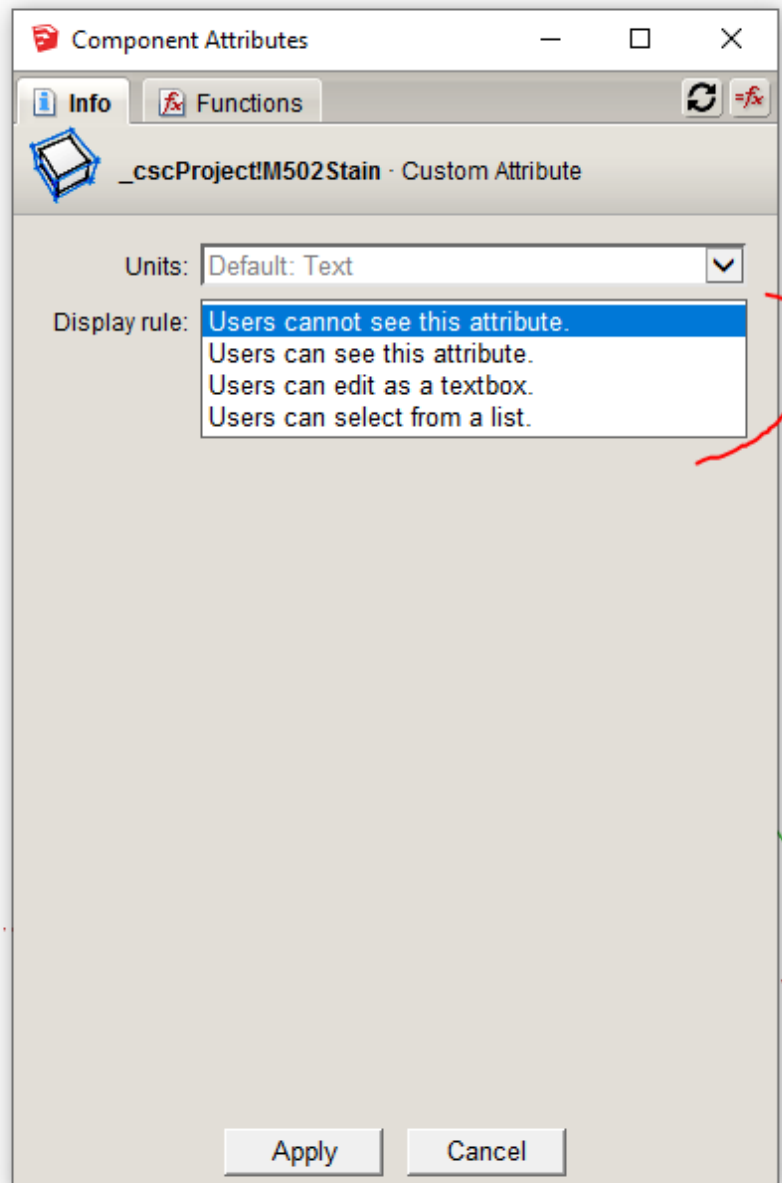 Component Attributes
Info
Functions
=fx
_cscProject!M502Stain · Custom Attribute
Units: Default: Text
Display rule: Users cannot see this attribute.
Users can see this attribute.
Users can edit as a textbox.
Users can select from a list.
Apply Cancel